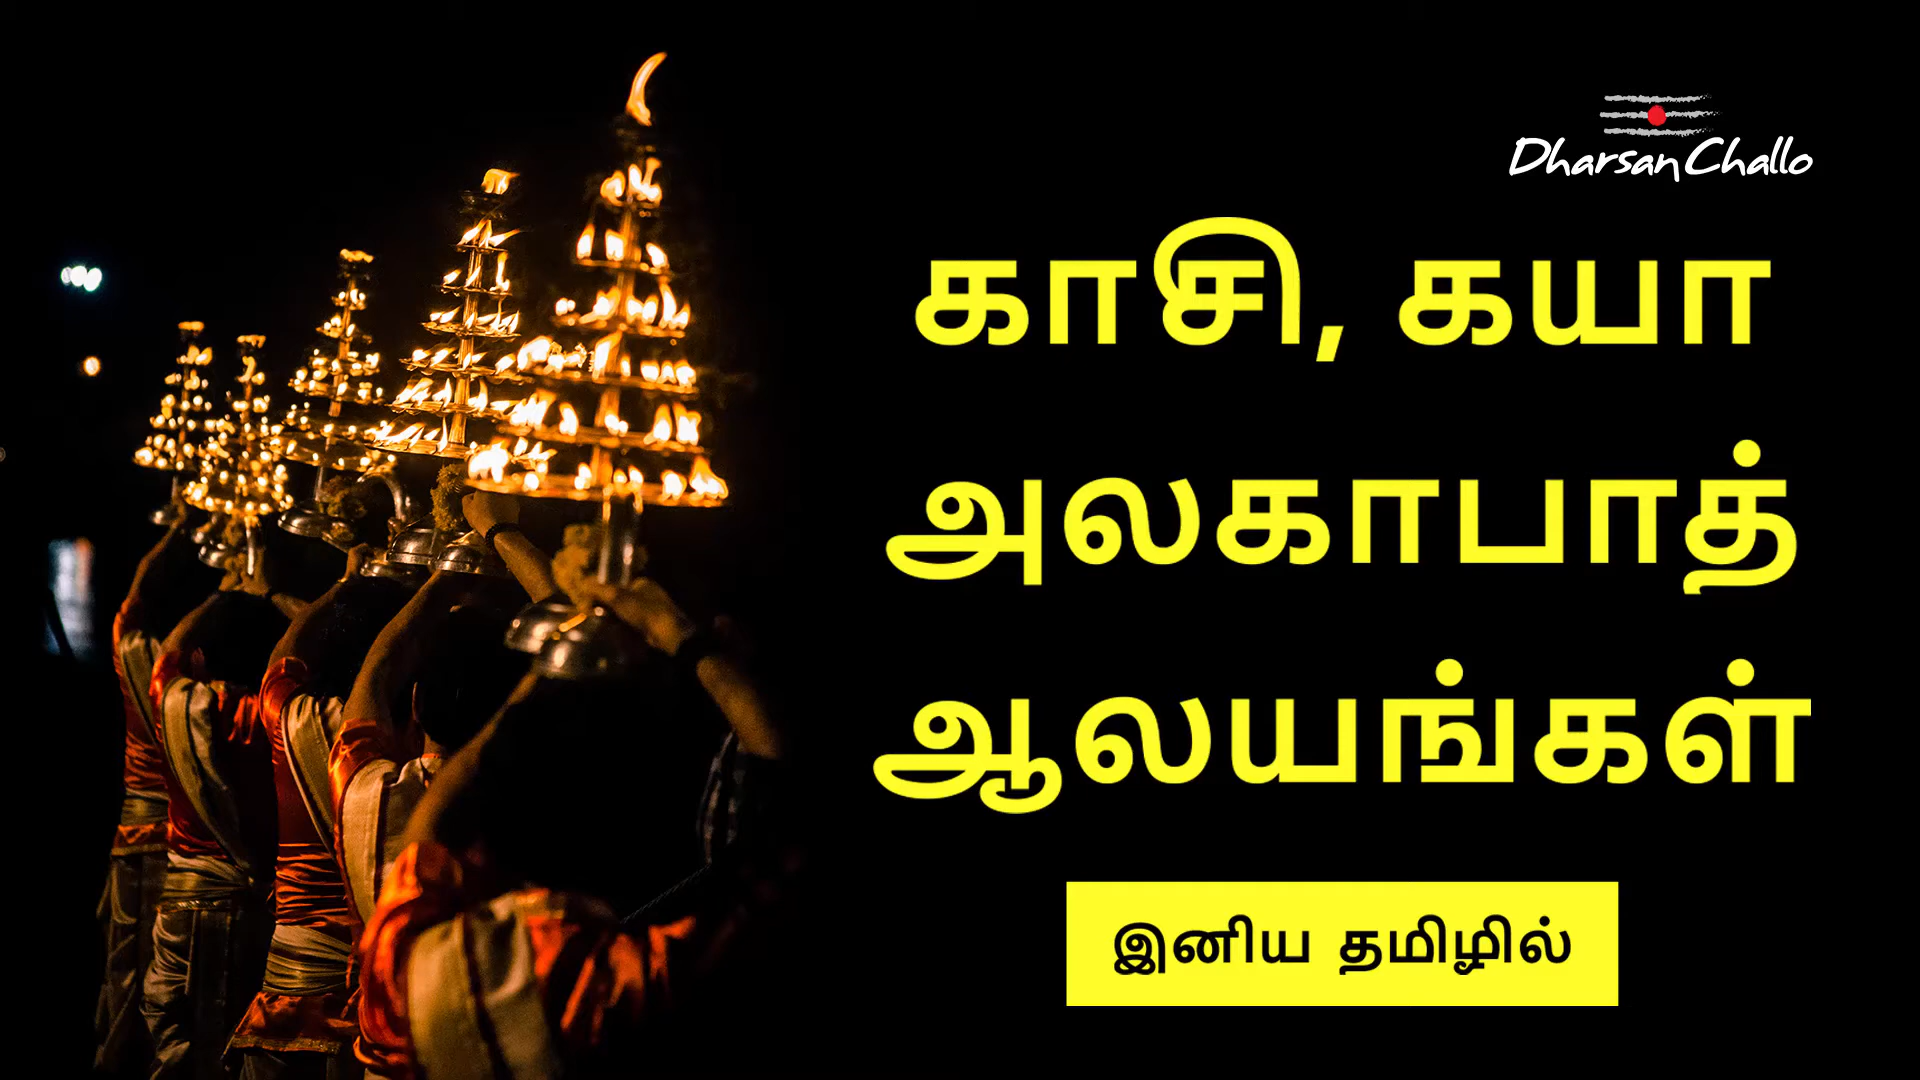 DharsanChallo
காசி, கயா
அலகாபாத்
ஆலயங்கள்
இனிய தமிழில்